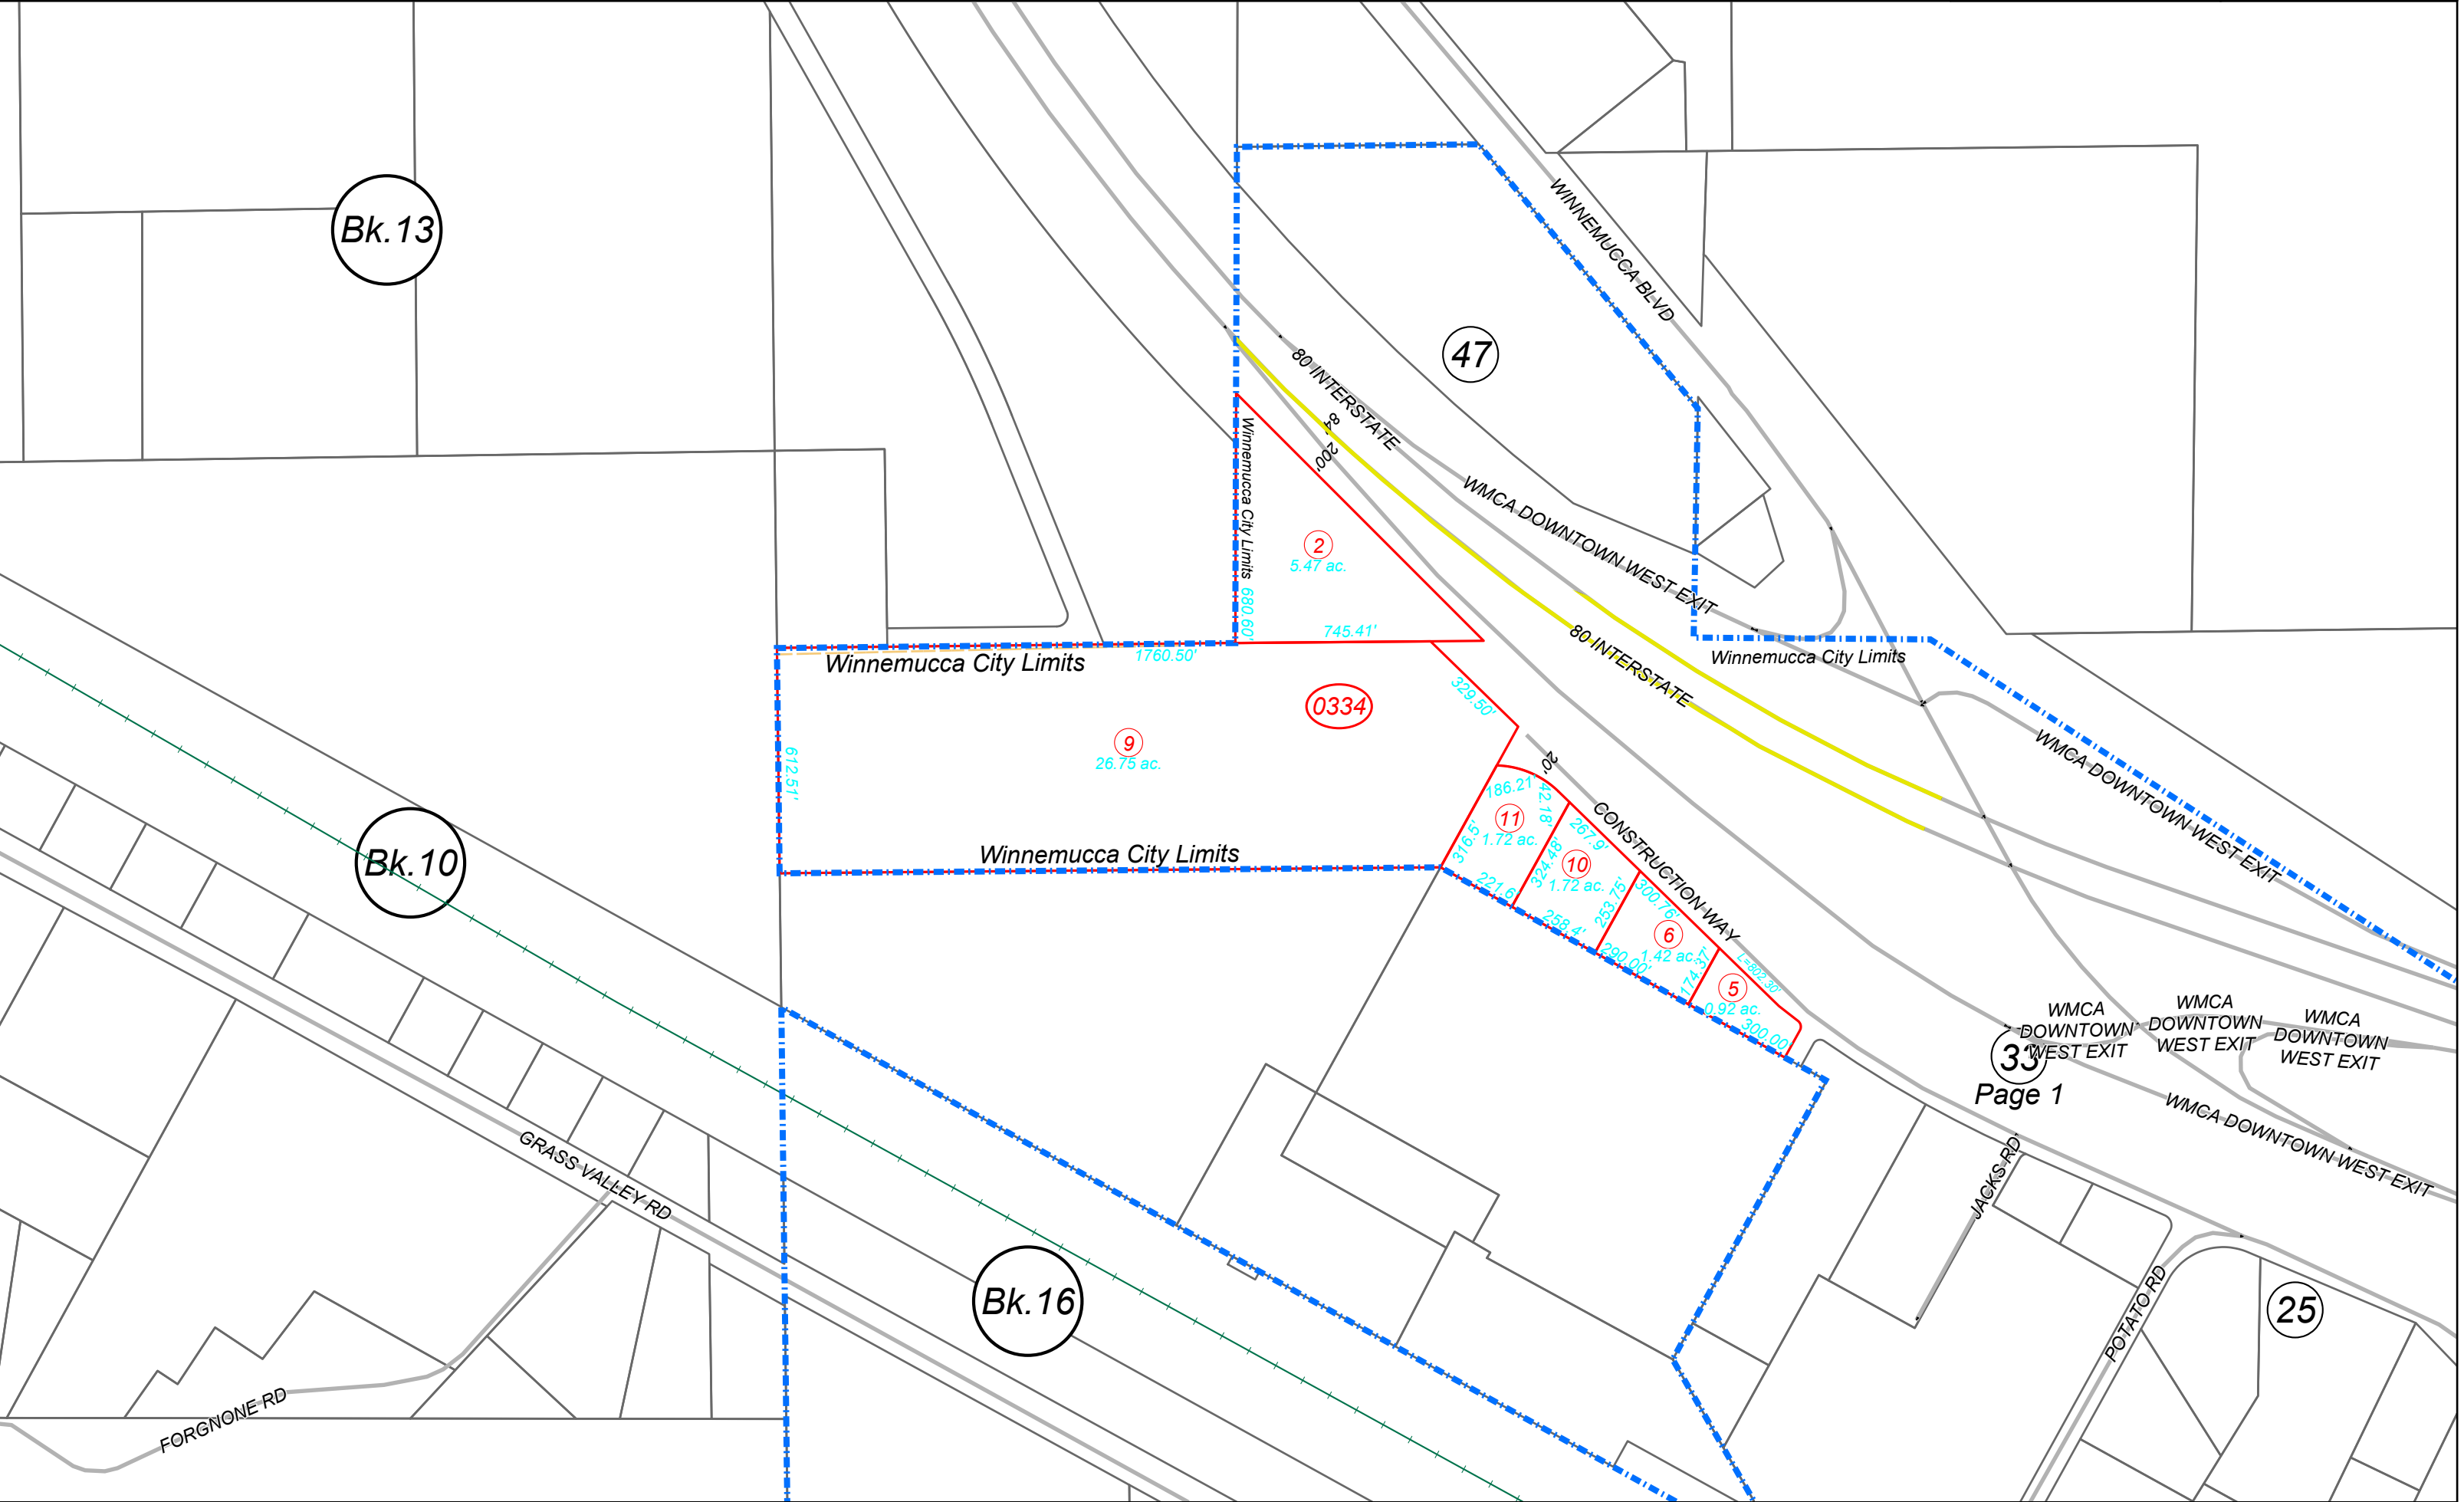 Bk.13
WINNEMUCCA BLVD
47
80 INTERSTATE
84'
200'
Winnemucca City Limits
WMCA DOWNTOWN WEST EXIT
2
5.47 ac.
680.60'
745.41'
80 INTERSTATE
Winnemucca City Limits
1760.50'
Winnemucca City Limits
0334
329.50'
9
26.75 ac.
612.51'
20'
WMCA DOWNTOWN WEST EXIT
186.21'
42.18'
11
1.72 ac.
316.5'
CONSTRUCTION WAY
267.9'
324.48'
10
1.72 ac.
Winnemucca City Limits
Bk.10
221.6'
258.4'
253.75'
300.76'
6
1.42 ac.
290.00'
174.37'
L=802.30'
5
0.92 ac.
300.00'
WMCA
DOWNTOWN
WEST EXIT
WMCA
DOWNTOWN
WEST EXIT
WMCA
DOWNTOWN
WEST EXIT
33
Page 1
WMCA DOWNTOWN WEST EXIT
JACKS RD
GRASS VALLEY RD
Bk.16
POTATO RD
25
FORGNONE RD